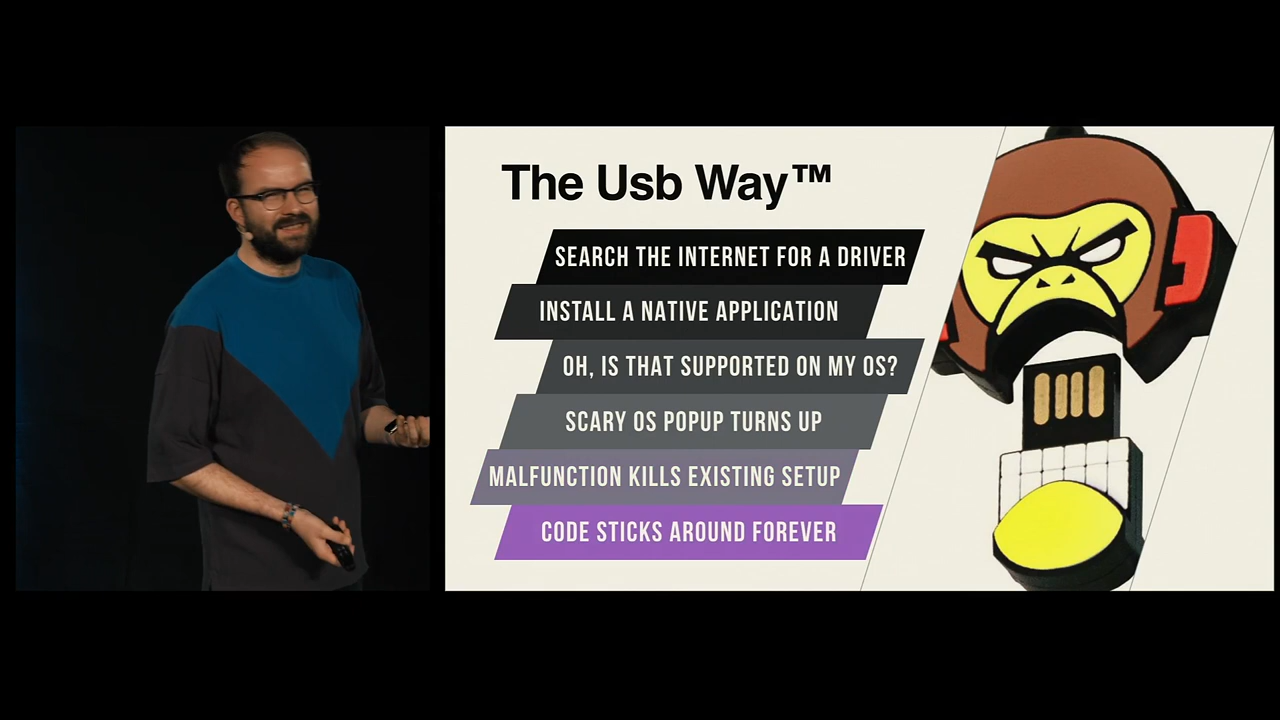 The Usb Way™
SEARCH THE INTERNET FOR A DRIVER
INSTALL A NATIVE APPLICATION
OH, IS THAT SUPPORTED ON MY OS?
SCARY OS POPUP TURNS UP
MALFUNCTION KILLS EXISTING SETUP
CODE STICKS AROUND FOREVER